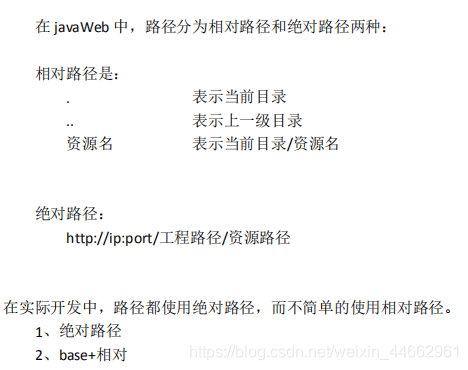 在 javaWeb 中，路径分为相对路径和绝对路径两种：
相对路径是：
. 表示当前目录
.. 表示上一级目录
资源名 表示当前目录/资源名
绝对路径：
http://ip:port/工程路径/资源路径
在实际开发中，路径都使用绝对路径，而不简单的使用相对路径。
1、绝对路径
2、base+相对
https://blog.csdn.net/weixin_44662961